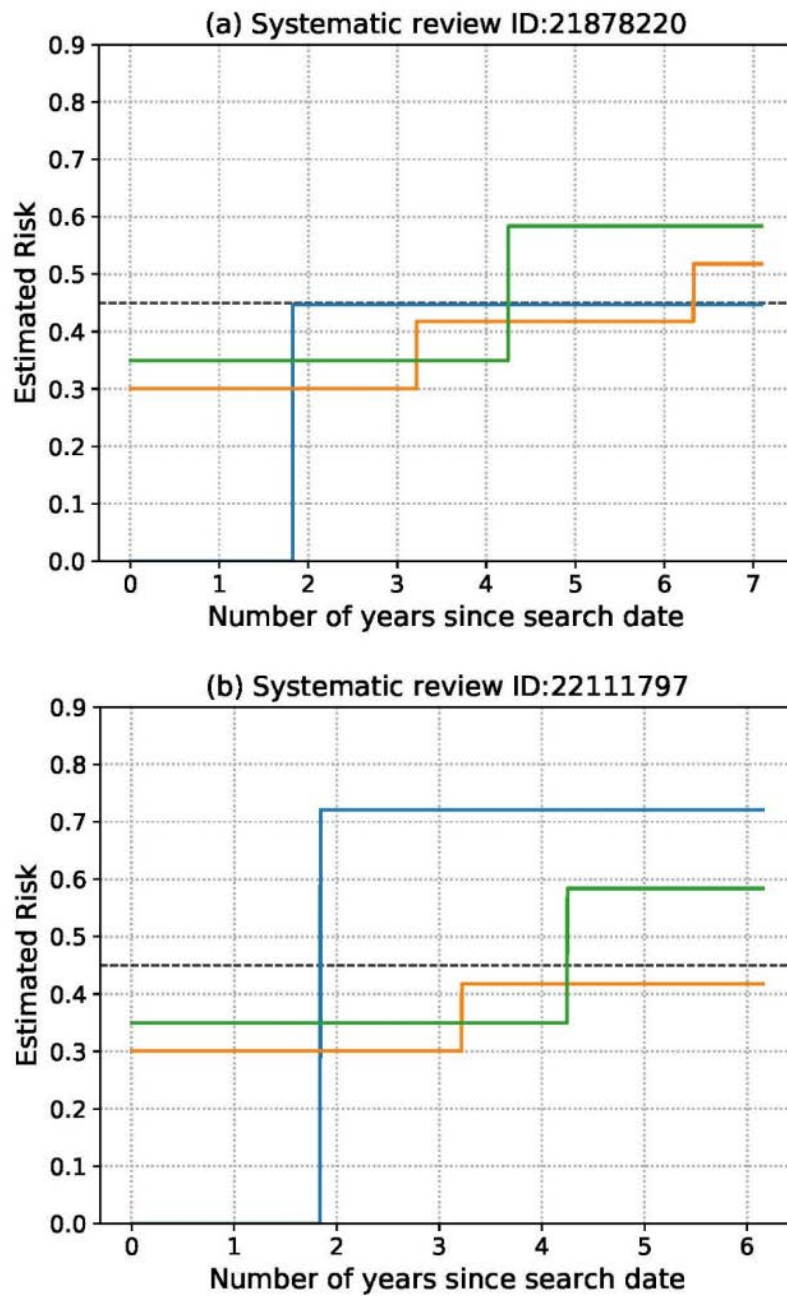 (a) Systematic review ID:21878220
0.9
0.8
0.7
0.6
0.5
0.4
0.3
0.2
0.1
0.0
Estimated Risk
0 1 2 3 4 5 6 7
Number of years since search date
(b) Systematic review ID:22111797
0.9
0.8
0.7
0.6
0.5
0.4
0.3
0.2
0.1
0.0
Estimated Risk
0 1 2 3 4 5 6
Number of years since search date